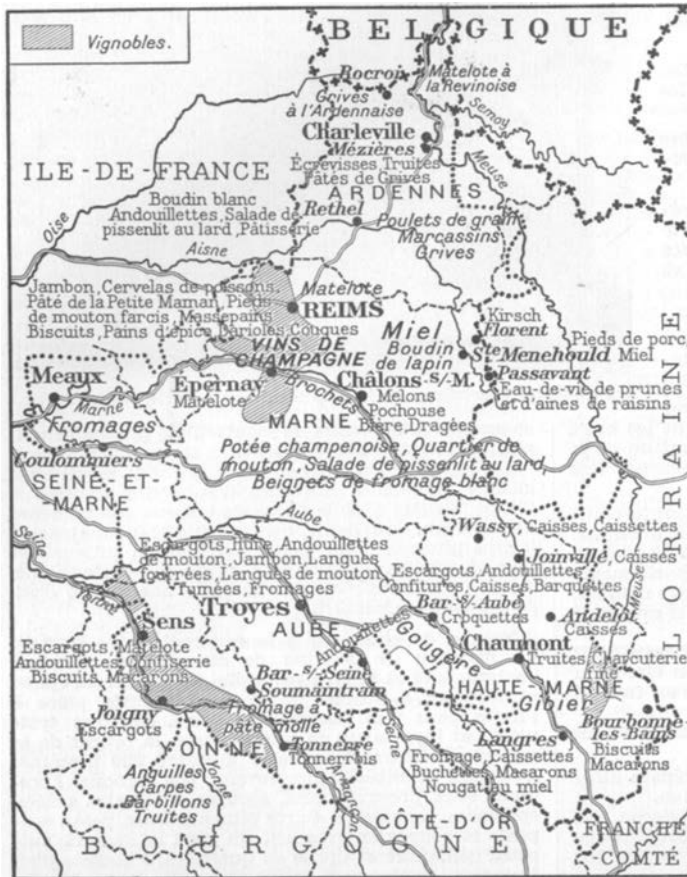 Vignobles.
BELGIQUE
Rocroi
Matelote à
la Revinoise
Grives
à l'Ardennaise
Semoy
Charleville
Mézières
Meuse
Écrevisses Truites
Pâtés de Grives
ILE-DE-FRANCE
ARDENNES
Boudin blanc
Andouillettes, Salade de
pissenlit au lard, Pâtisserie
Rethel
Poulets de grain
Marcassins
Grives
Oise
Aisne
Jambon, Cervelas de poissons,
Pâté de la Petite Maman, Pieds
de mouton farcis, Massepains
Biscuits, Pains d'épice, Darioles Couques
Matelote
REIMS
VINS DE
CHAMPAGNE
Miel
Boudin
de lapin
Kirsch
Florent
Ste
Menehould
Pieds de porc,
Miel
Passavant
Eau-de-vie de prunes
et d'aines de raisins
Meaux
Marne
Fromages
Epernay
Matelote
Brochets
Châlons s/-M.
Melons
Pochouse
Bière, Dragées
MARNE
Coulommiers
SEINE-ET-
MARNE
Potée champenoise, Quartier de
mouton, Salade de pissenlit au lard
Beignets de fromage blanc
LORRAINE
Aube
Seine
Wassy
Caisses, Caissettes
Escargots, Hure, Andouillettes
de mouton, Jambon, Langues
fourrées, Langues de mouton
fumées, Fromages
Joinville, Caisses
Escargots, Andouillettes
Confitures, Caisses, Barquettes
Meuse
Troyes
AUBE
Bar-s/-Aube
Croquettes
Andelot
Caisses
Yonne
Sens
Escargots, Matelote
Andouillettes, Confiserie
Biscuits, Macarons
Andouillettes
Gougère
Chaumont
Truites, Charcuterie
fine
Bar-s/-Seine
Soumaintrain
Fromage à
pâte molle
HAUTE-MARNE
Gibier
Joigny
Escargots
Bourbonne-
les-Bains
Biscuits
Macarons
YONNE
Tonnerre
Tonnerrois
Seine
Langres
Fromage, Caissettes
Buchettes, Macarons
Nougat au miel
Anguilles
Carpes
Barbillons
Truites
Yonne
Armançon
CÔTE-D'OR
FRANCHE
-COMTÉ
BOURGOGNE